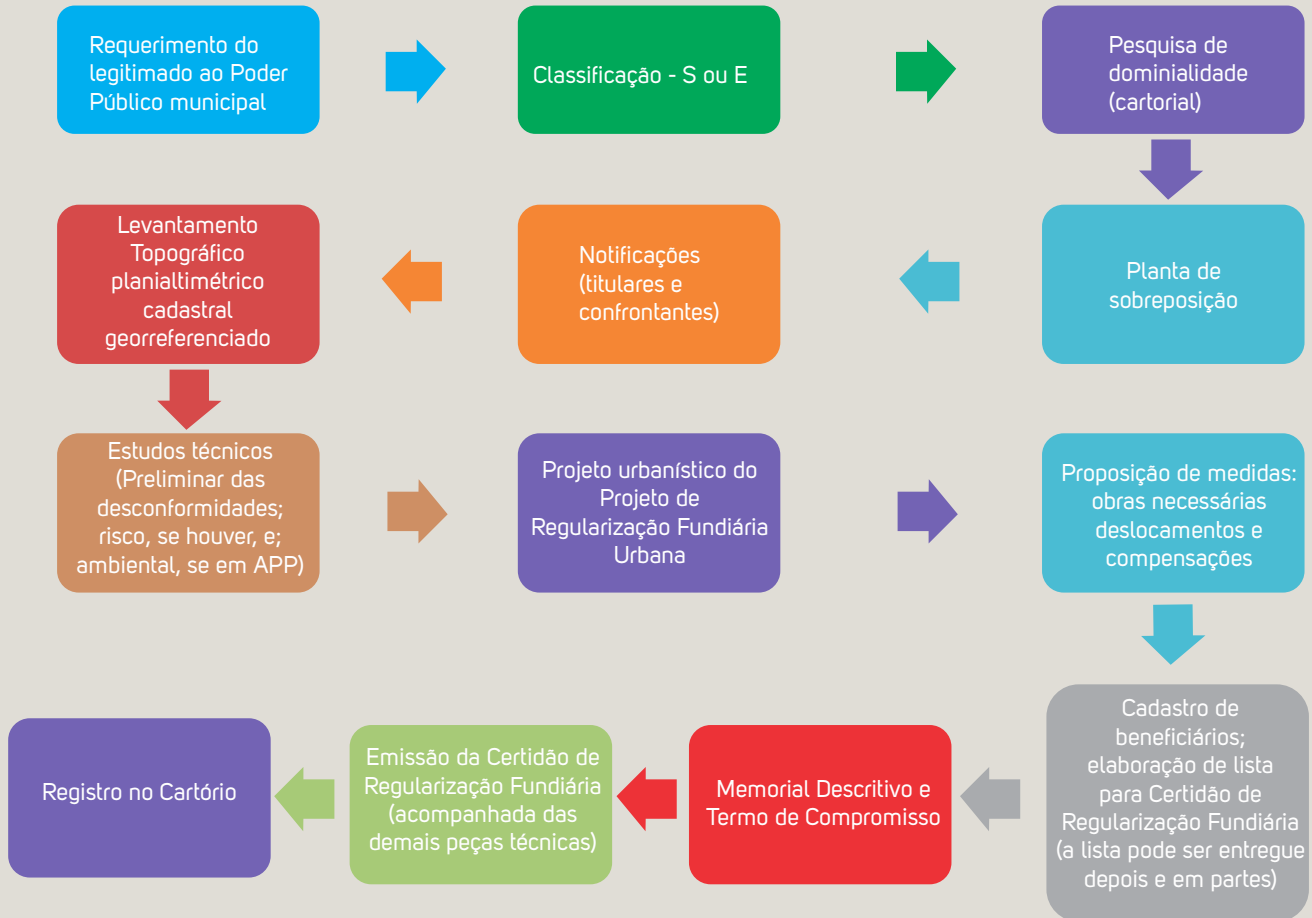 Requerimento do
legitimado ao Poder
Público municipal
Classificação - S ou E
Pesquisa de
dominialidade
(cartorial)
Planta de
sobreposição
Notificações
(titulares e
confrontantes)
Levantamento
Topográfico
planialtimétrico
cadastral
georreferenciado
Estudos técnicos
(Preliminar das
desconformidades;
risco, se houver, e;
ambiental, se em APP)
Projeto urbanístico do
Projeto de
Regularização Fundiária
Urbana
Proposição de medidas:
obras necessárias
deslocamentos e
compensações
Cadastro de
beneficiários;
elaboração de lista
para Certidão de
Regularização Fundiária
(a lista pode ser entregue
depois e em partes)
Memorial Descritivo e
Termo de Compromisso
Emissão da Certidão de
Regularização Fundiária
(acompanhada das
demais peças técnicas)
Registro no Cartório